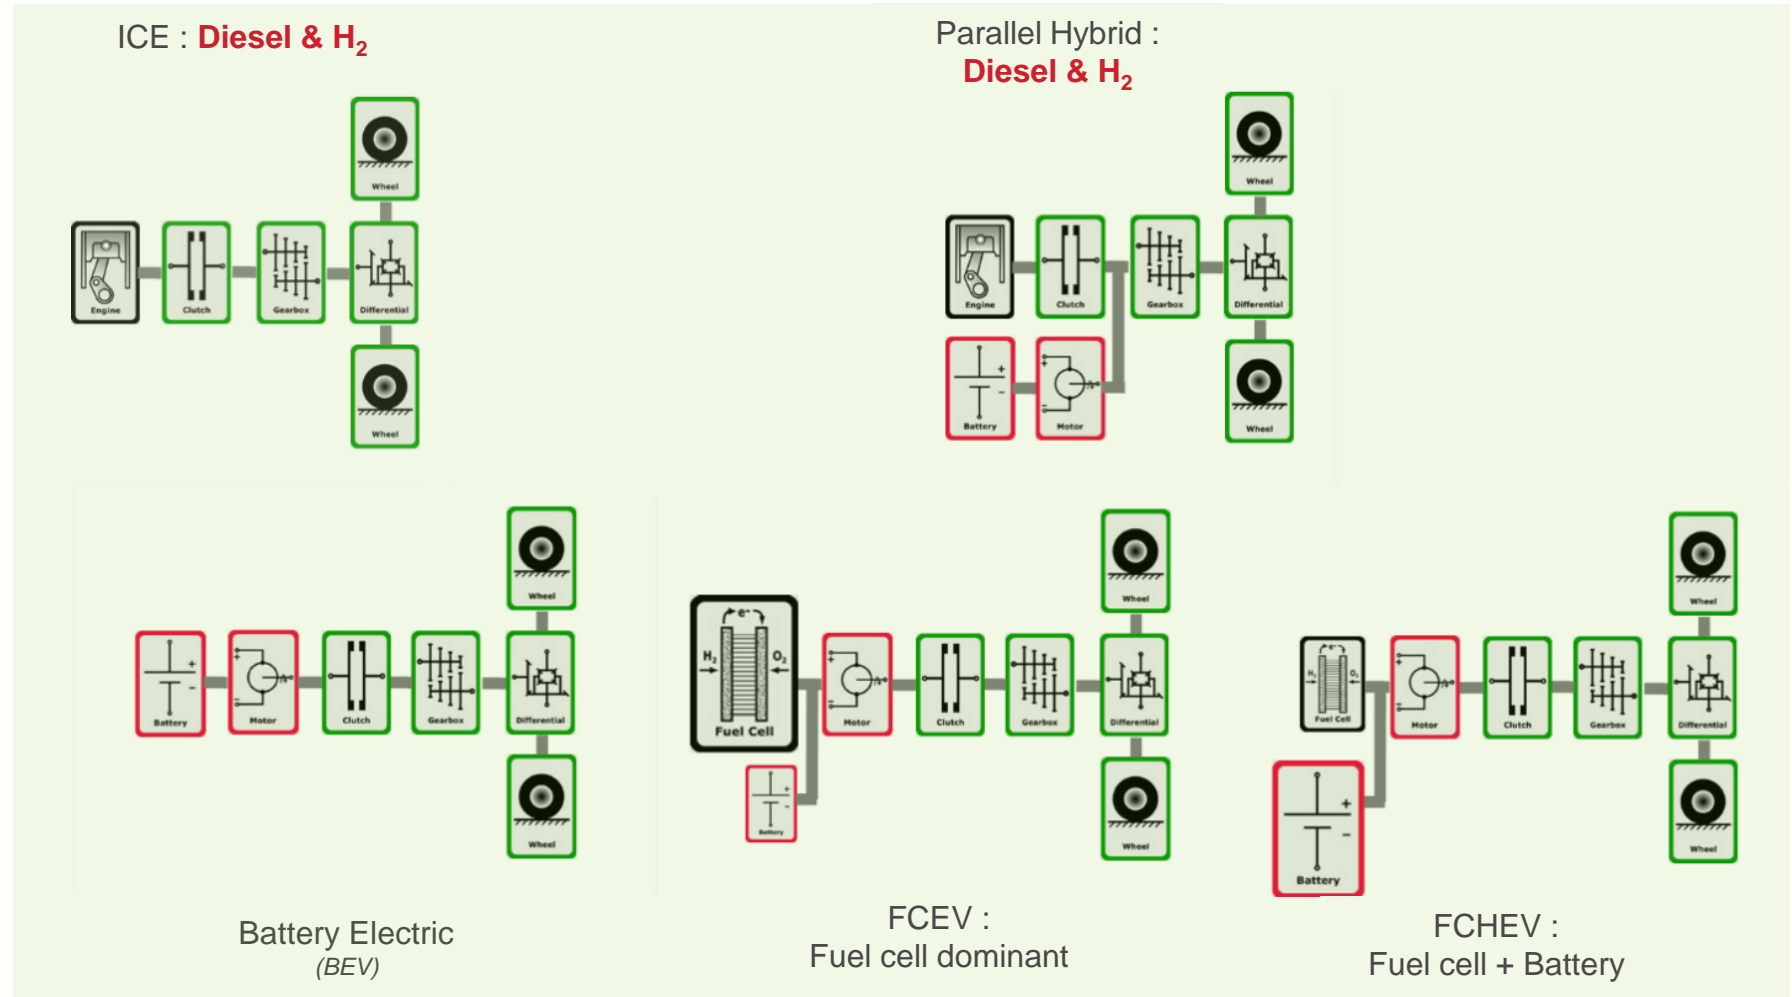 ICE : Diesel & H2
Wheel
Engine
Clutch
Gearbox
Differential
Wheel
Parallel Hybrid :
Diesel & H2
Wheel
Engine
Clutch
Gearbox
Differential
+
−
Battery
+
−
Motor
Wheel
Wheel
+
−
Battery
+
−
Motor
Clutch
Gearbox
Differential
Wheel
Battery Electric
(BEV)
Wheel
e-
H2
O2
Fuel Cell
+
−
Motor
Clutch
Gearbox
Differential
+
−
Battery
Wheel
FCEV :
Fuel cell dominant
Wheel
e-
H2
O2
Fuel Cell
+
−
Motor
Clutch
Gearbox
Differential
+
−
Battery
Wheel
FCHEV :
Fuel cell + Battery